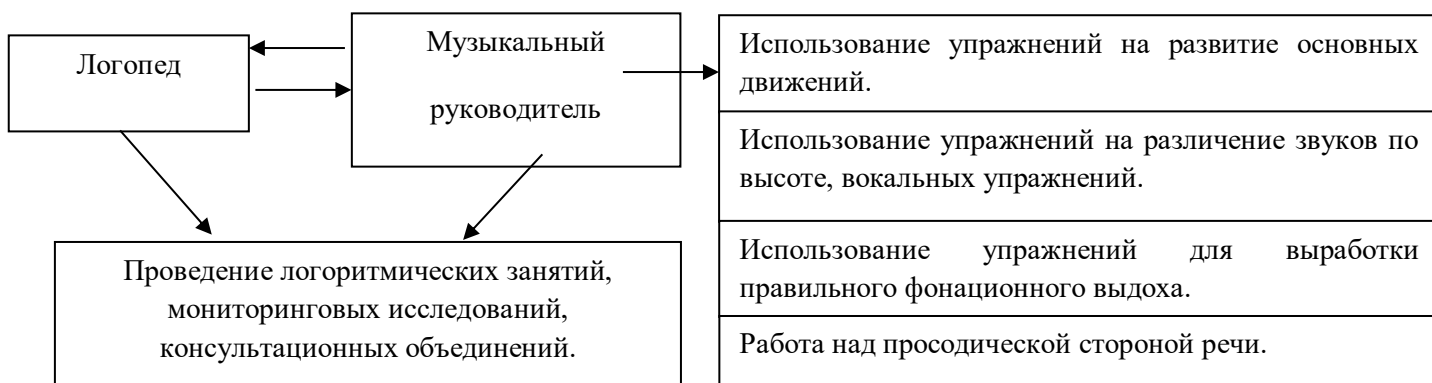 Логопед
Музыкальный
руководитель
Проведение логоритмических занятий,
мониторинговых исследований,
консультационных объединений.
Использование упражнений на развитие основных
движений.
Использование упражнений на различение звуков по
высоте, вокальных упражнений.
Использование упражнений для выработки
правильного фонационного выдоха.
Работа над просодической стороной речи.